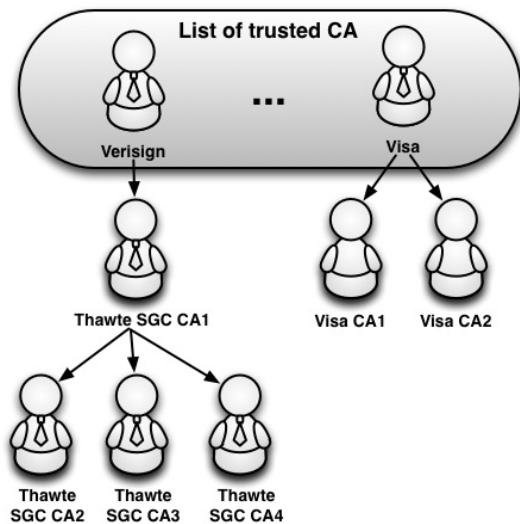 List of trusted CA
...
Verisign
Visa
Thawte SGC CA1
Visa CA1
Visa CA2
Thawte
SGC CA2
Thawte
SGC CA3
Thawte
SGC CA4